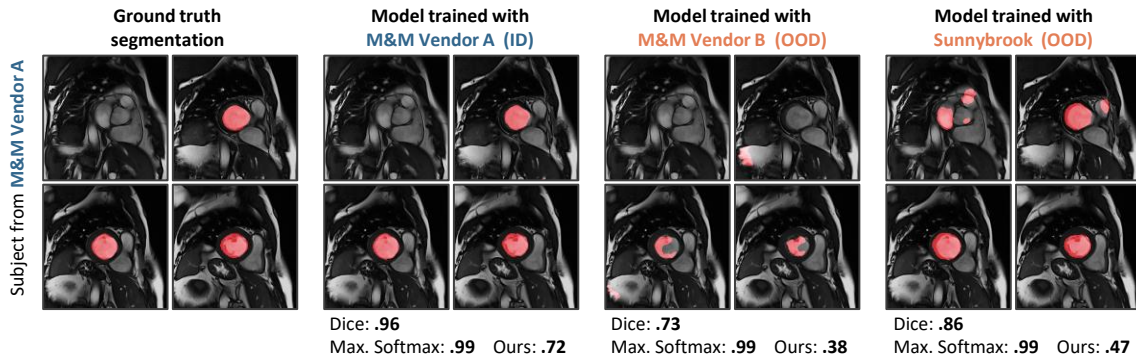 Ground truth
segmentation
Model trained with
M&M Vendor A (ID)
Model trained with
M&M Vendor B (OOD)
Model trained with
Sunnybrook (OOD)
Subject from M&M Vendor A
Dice: .96
Max. Softmax: .99 Ours: .72
Dice: .73
Max. Softmax: .99 Ours: .38
Dice: .86
Max. Softmax: .99 Ours: .47